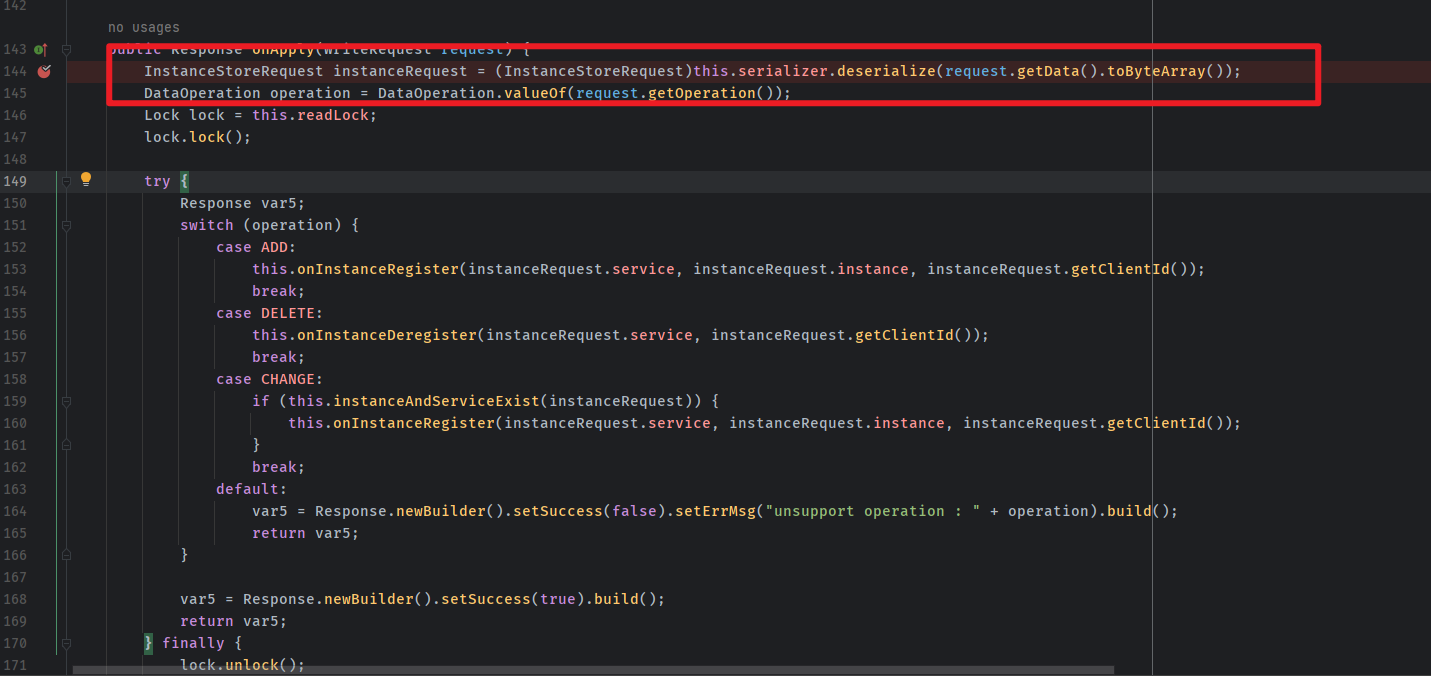 142
no usages
143 public Response onApply(WriteRequest request) {
144 InstanceStoreRequest instanceRequest = (InstanceStoreRequest)this.serializer.deserialize(request.getData().toByteArray());
145 DataOperation operation = DataOperation.valueOf(request.getOperation());
146 Lock lock = this.readLock;
147 lock.lock();
148
149 try {
150 Response var5;
151 switch (operation) {
152 case ADD:
153 this.onInstanceRegister(instanceRequest.service, instanceRequest.instance, instanceRequest.getClientId());
154 break;
155 case DELETE:
156 this.onInstanceDeregister(instanceRequest.service, instanceRequest.getClientId());
157 break;
158 case CHANGE:
159 if (this.instanceAndServiceExist(instanceRequest)) {
160 this.onInstanceRegister(instanceRequest.service, instanceRequest.instance, instanceRequest.getClientId());
161 }
162 break;
163 default:
164 var5 = Response.newBuilder().setSuccess(false).setErrMsg("unsupport operation : " + operation).build();
165 return var5;
166 }
167
168 var5 = Response.newBuilder().setSuccess(true).build();
169 return var5;
170 } finally {
171 lock.unlock();